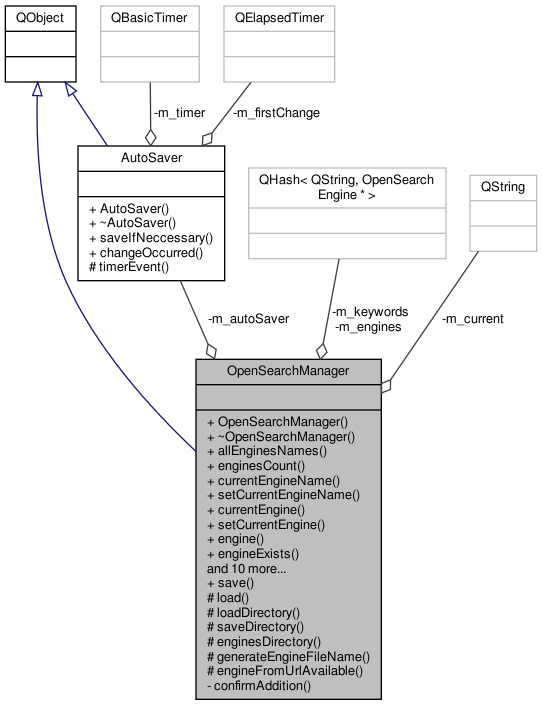 QObject
QBasicTimer
QElapsedTimer
-m_timer
-m_firstChange
AutoSaver
+ AutoSaver()
+ ~AutoSaver()
+ saveIfNeccessary()
+ changeOccurred()
# timerEvent()
QHash< QString, OpenSearch
Engine * >
QString
-m_autoSaver
-m_keywords
-m_engines
-m_current
OpenSearchManager
+ OpenSearchManager()
+ ~OpenSearchManager()
+ allEnginesNames()
+ enginesCount()
+ currentEngineName()
+ setCurrentEngineName()
+ currentEngine()
+ setCurrentEngine()
+ engine()
+ engineExists()
and 10 more...
+ save()
# load()
# loadDirectory()
# saveDirectory()
# enginesDirectory()
# generateEngineFileName()
# engineFromUrlAvailable()
- confirmAddition()